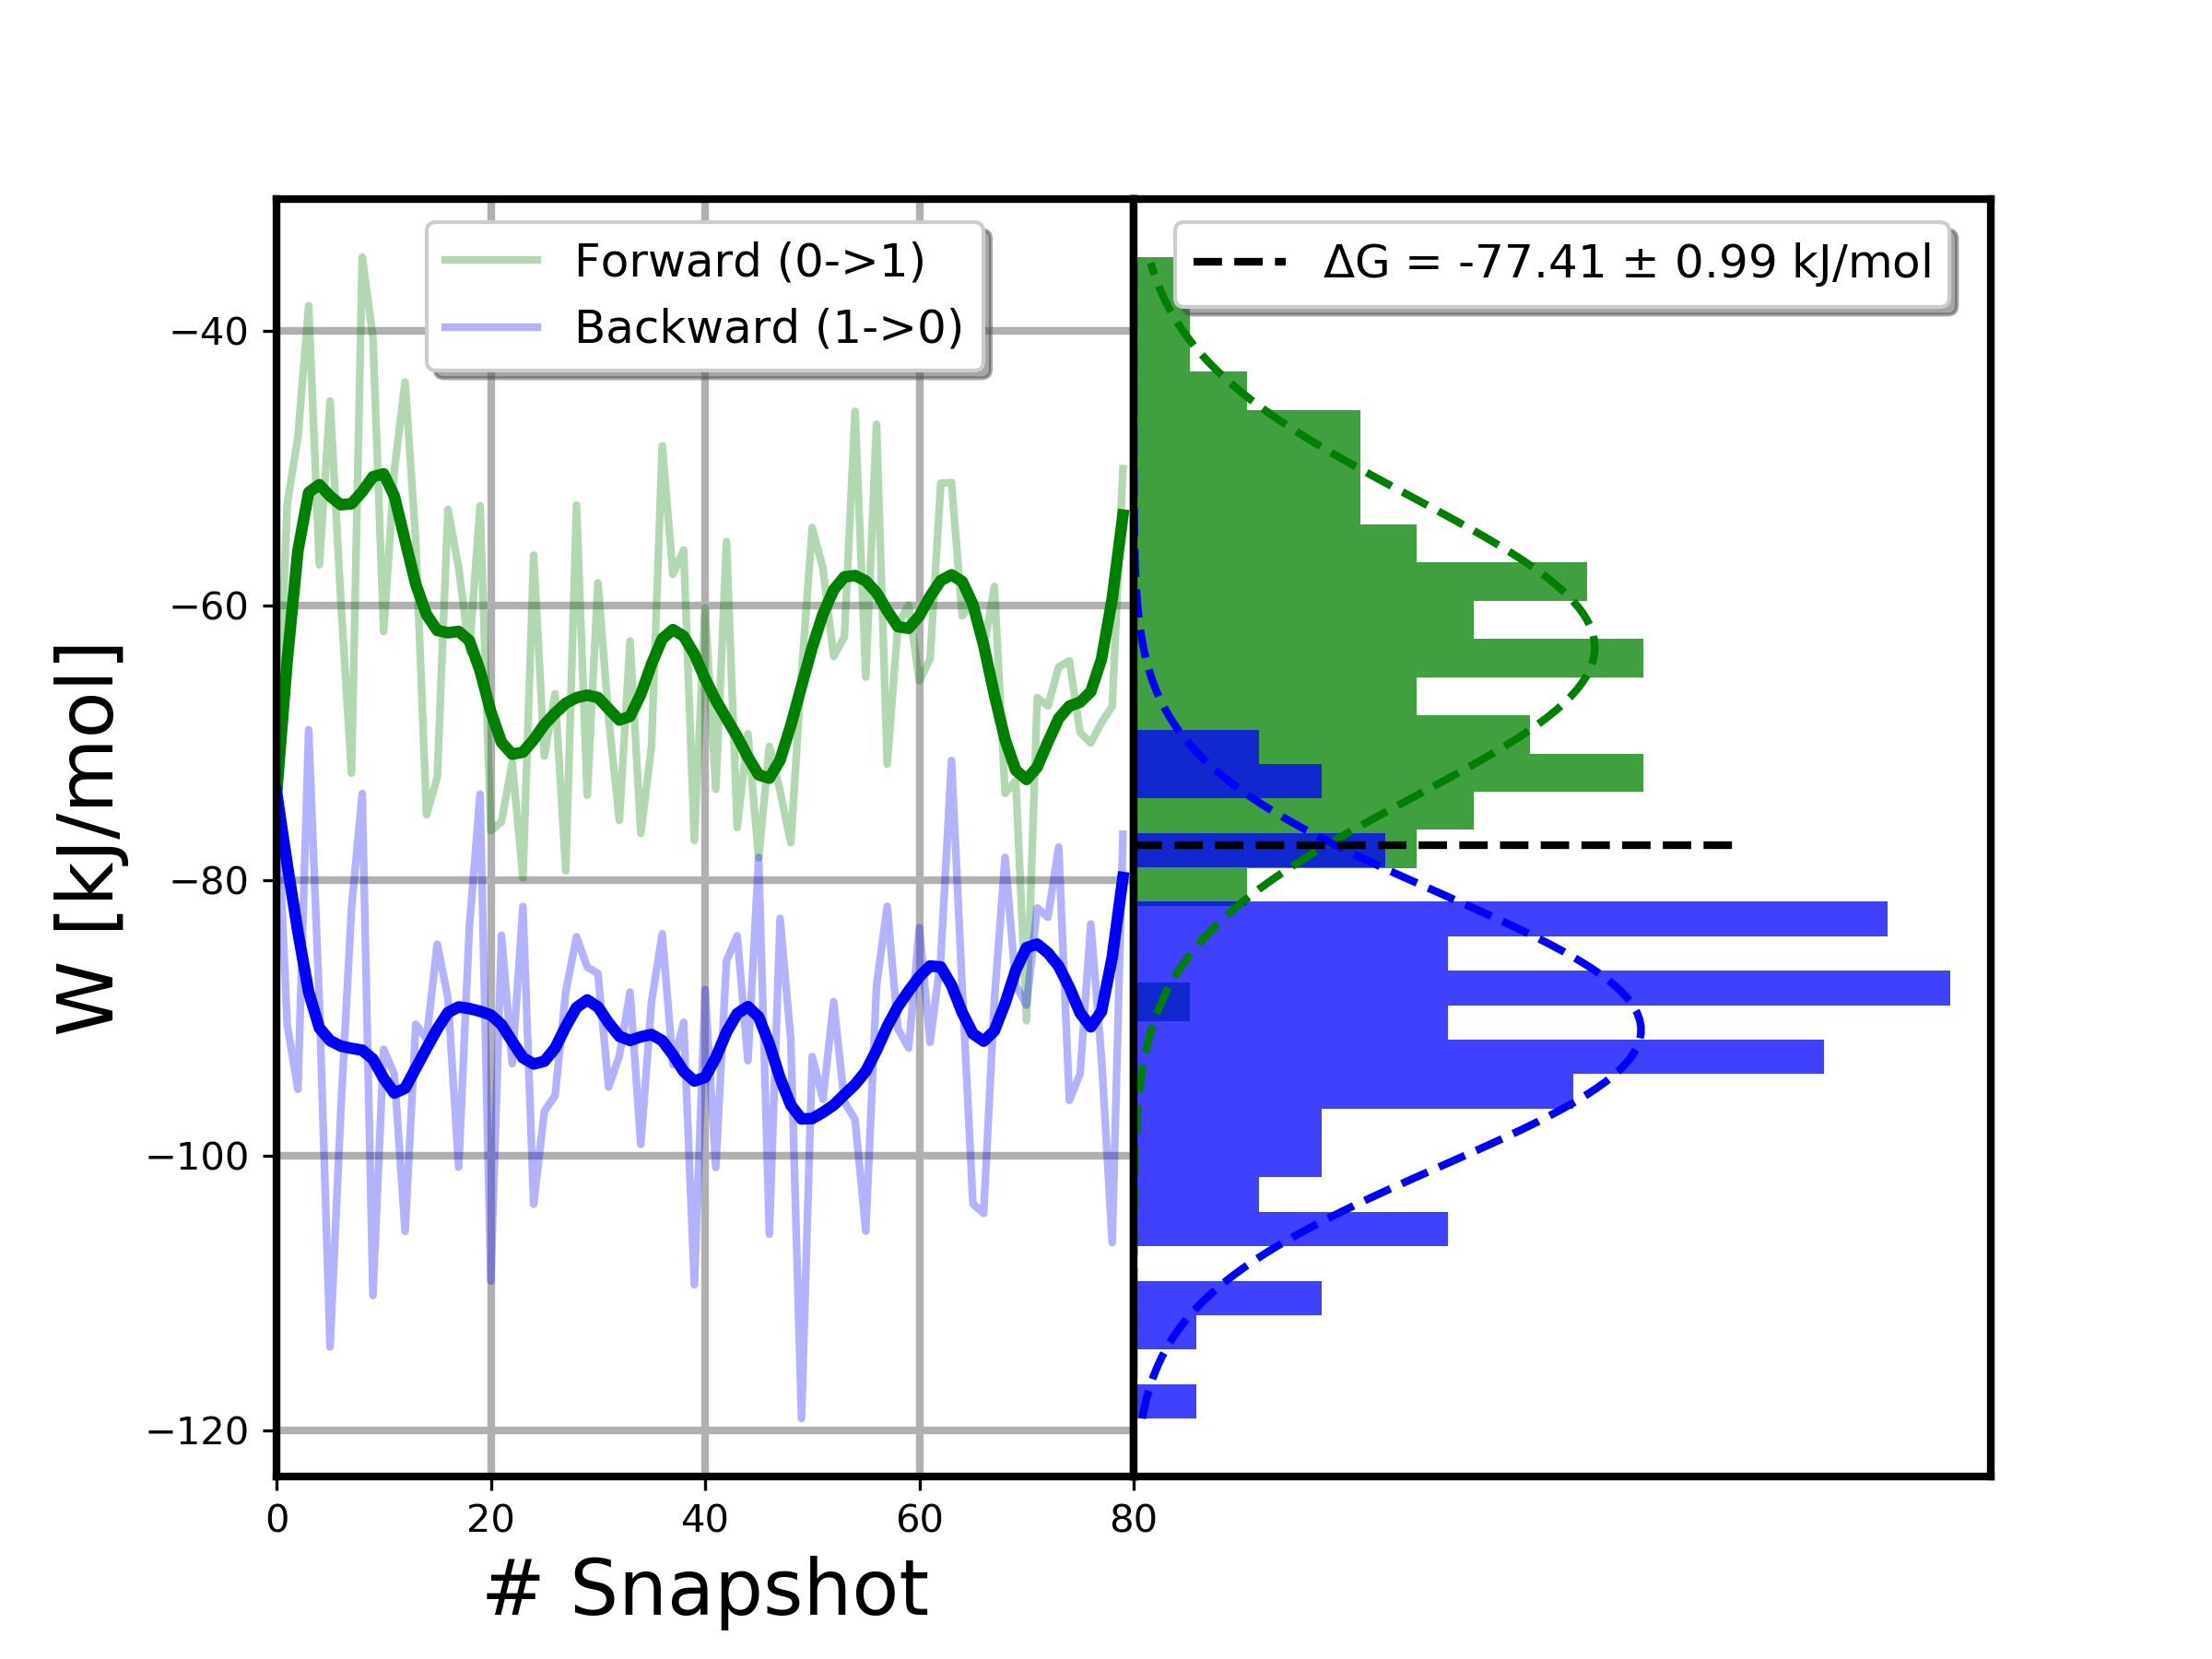 Forward (0->1)
Backward (1->0)
ΔG = -77.41 ± 0.99 kJ/mol
W [kJ/mol]
−40
−60
−80
−100
−120
0 20 40 60 80
# Snapshot